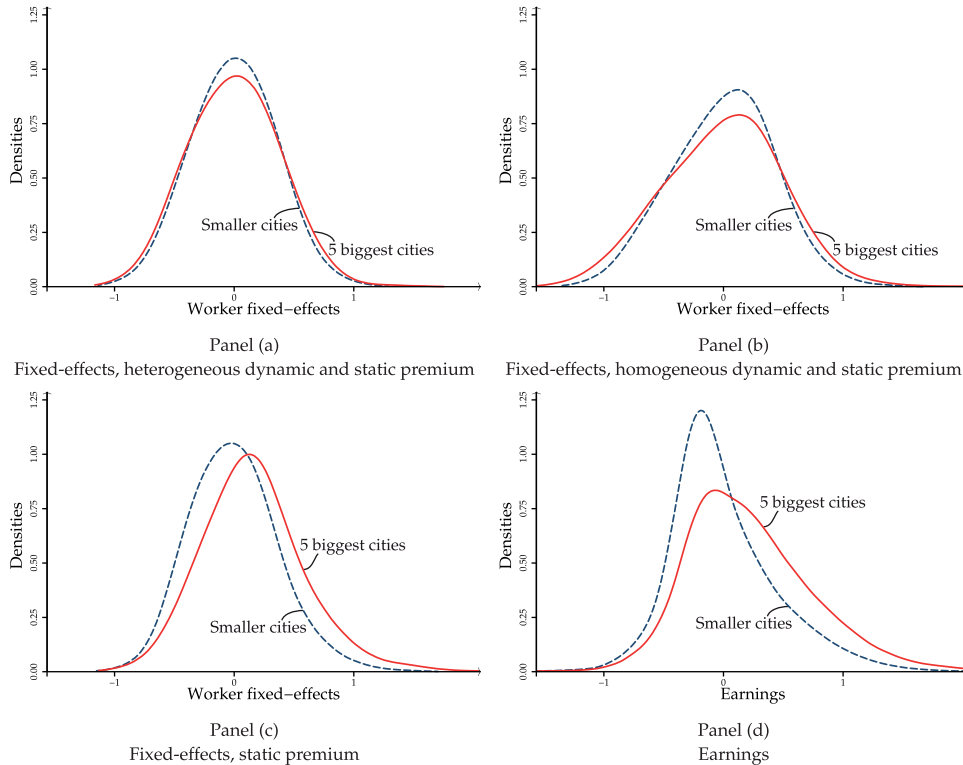 1.25
1.00
0.75
0.50
0.25
0.00
Densities
Smaller cities
5 biggest cities
−1
0
1
Worker fixed−effects
Panel (a)
Fixed-effects, heterogeneous dynamic and static premium
1.25
1.00
0.75
0.50
0.25
0.00
Densities
Smaller cities
5 biggest cities
−1
0
1
Worker fixed−effects
Panel (b)
Fixed-effects, homogeneous dynamic and static premium
1.25
1.00
0.75
0.50
0.25
0.00
Densities
5 biggest cities
Smaller cities
−1
0
1
Worker fixed−effects
Panel (c)
Fixed-effects, static premium
1.25
1.00
0.75
0.50
0.25
0.00
Densities
5 biggest cities
Smaller cities
−1
0
1
Earnings
Panel (d)
Earnings